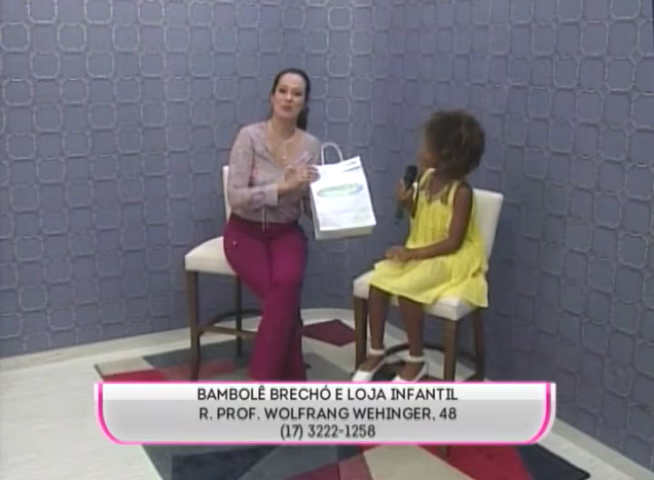 BAMBOLÊ BRECHÓ E LOJA INFANTIL
R. PROF. WOLFRANG WEHINGER, 48
(17) 3222-1258